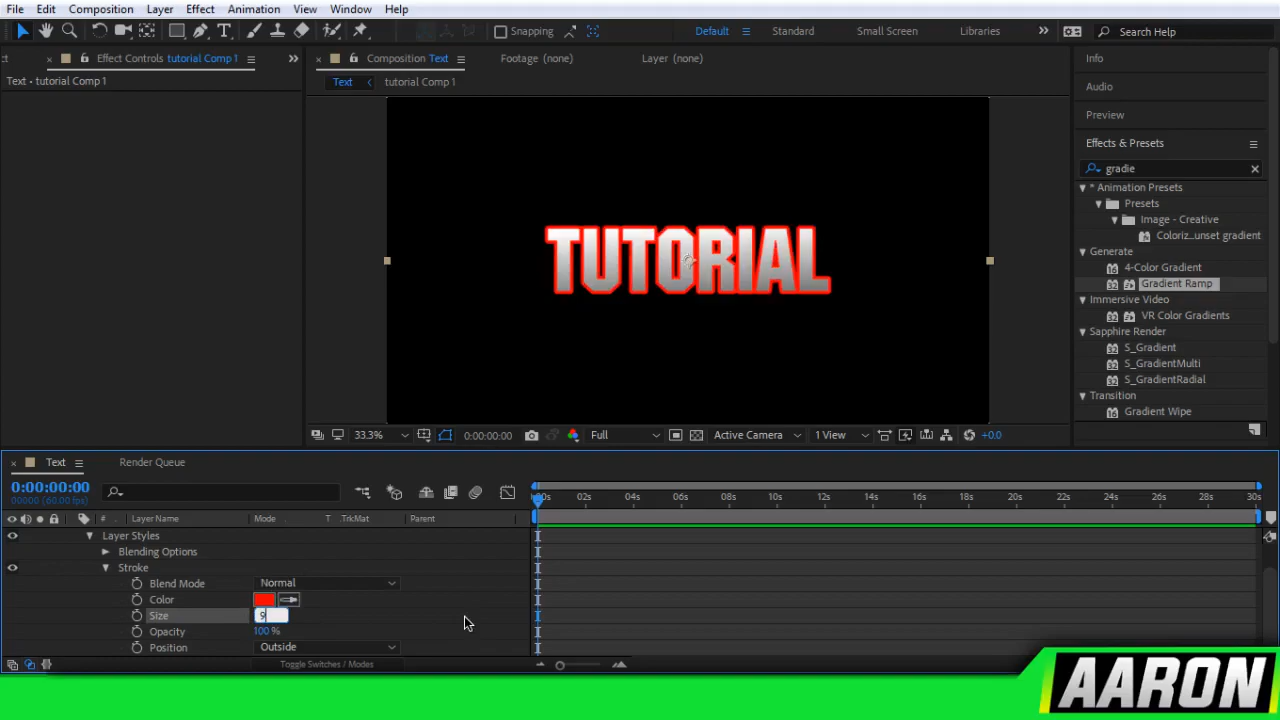 File Edit Composition Layer Effect Animation View Window Help
Snapping Default Standard Small Screen Libraries Search Help
Effect Controls tutorial Comp 1
Composition Text Footage (none) Layer (none)
Info
Text • tutorial Comp 1
Text tutorial Comp 1
Audio
Preview
Effects & Presets
gradie
* Animation Presets
Presets
Image - Creative
Coloriz...unset gradient
Generate
4-Color Gradient
Gradient Ramp
Immersive Video
VR Color Gradients
Sapphire Render
S_Gradient
S_GradientMulti
S_GradientRadial
Transition
Gradient Wipe
TUTORIAL
33.3% 0:00:00:00 Full Active Camera 1 View +0.0
Text Render Queue
0:00:00:00
00000 (60.00 fps)
02s 04s 06s 08s 10s 12s 14s 16s 18s 20s 22s 24s 26s 28s 30s
# Layer Name Mode T .TrkMat Parent
Layer Styles
Blending Options
Stroke
Blend Mode Normal
Color
Size 9
Opacity 100 %
Position Outside
Toggle Switches / Modes
AARON